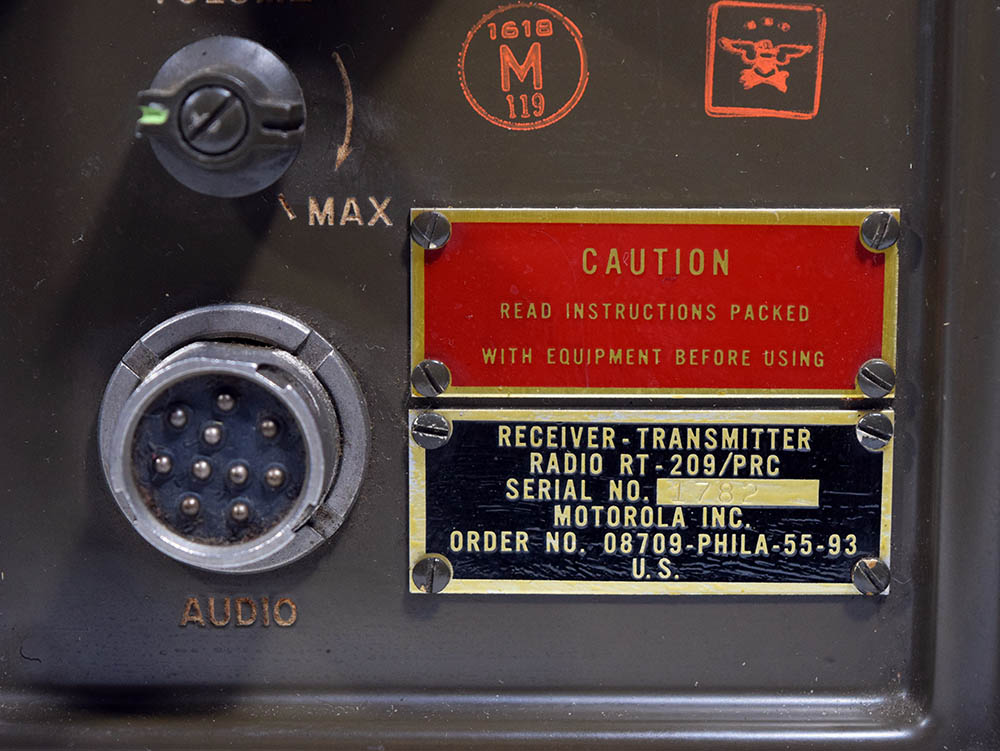 VOLUME
1618
M
119
MAX
CAUTION
READ INSTRUCTIONS PACKED
WITH EQUIPMENT BEFORE USING
RECEIVER-TRANSMITTER
RADIO RT-209/PRC
SERIAL NO. 1782
MOTOROLA INC.
ORDER NO. 08709-PHILA-55-93
U.S.
AUDIO